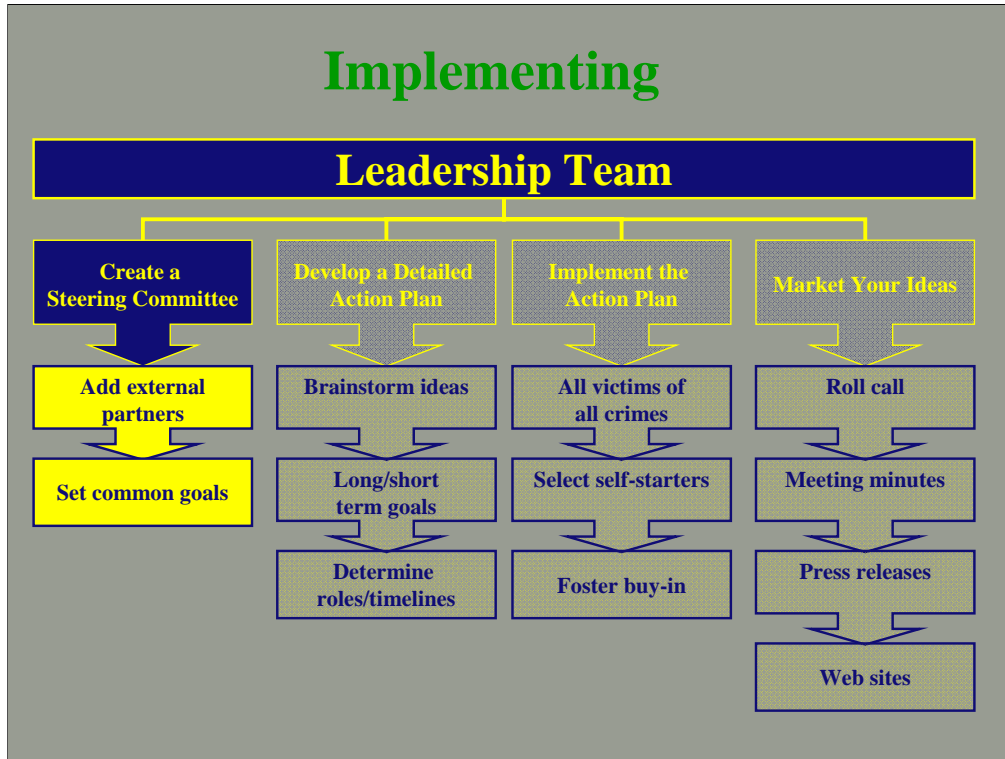 Implementing
Leadership Team
Create a
Steering Committee
Add external
partners
Set common goals
Develop a Detailed
Action Plan
Brainstorm ideas
Long/short
term goals
Determine
roles/timelines
Implement the
Action Plan
All victims of
all crimes
Select self-starters
Foster buy-in
Market Your Ideas
Roll call
Meeting minutes
Press releases
Web sites